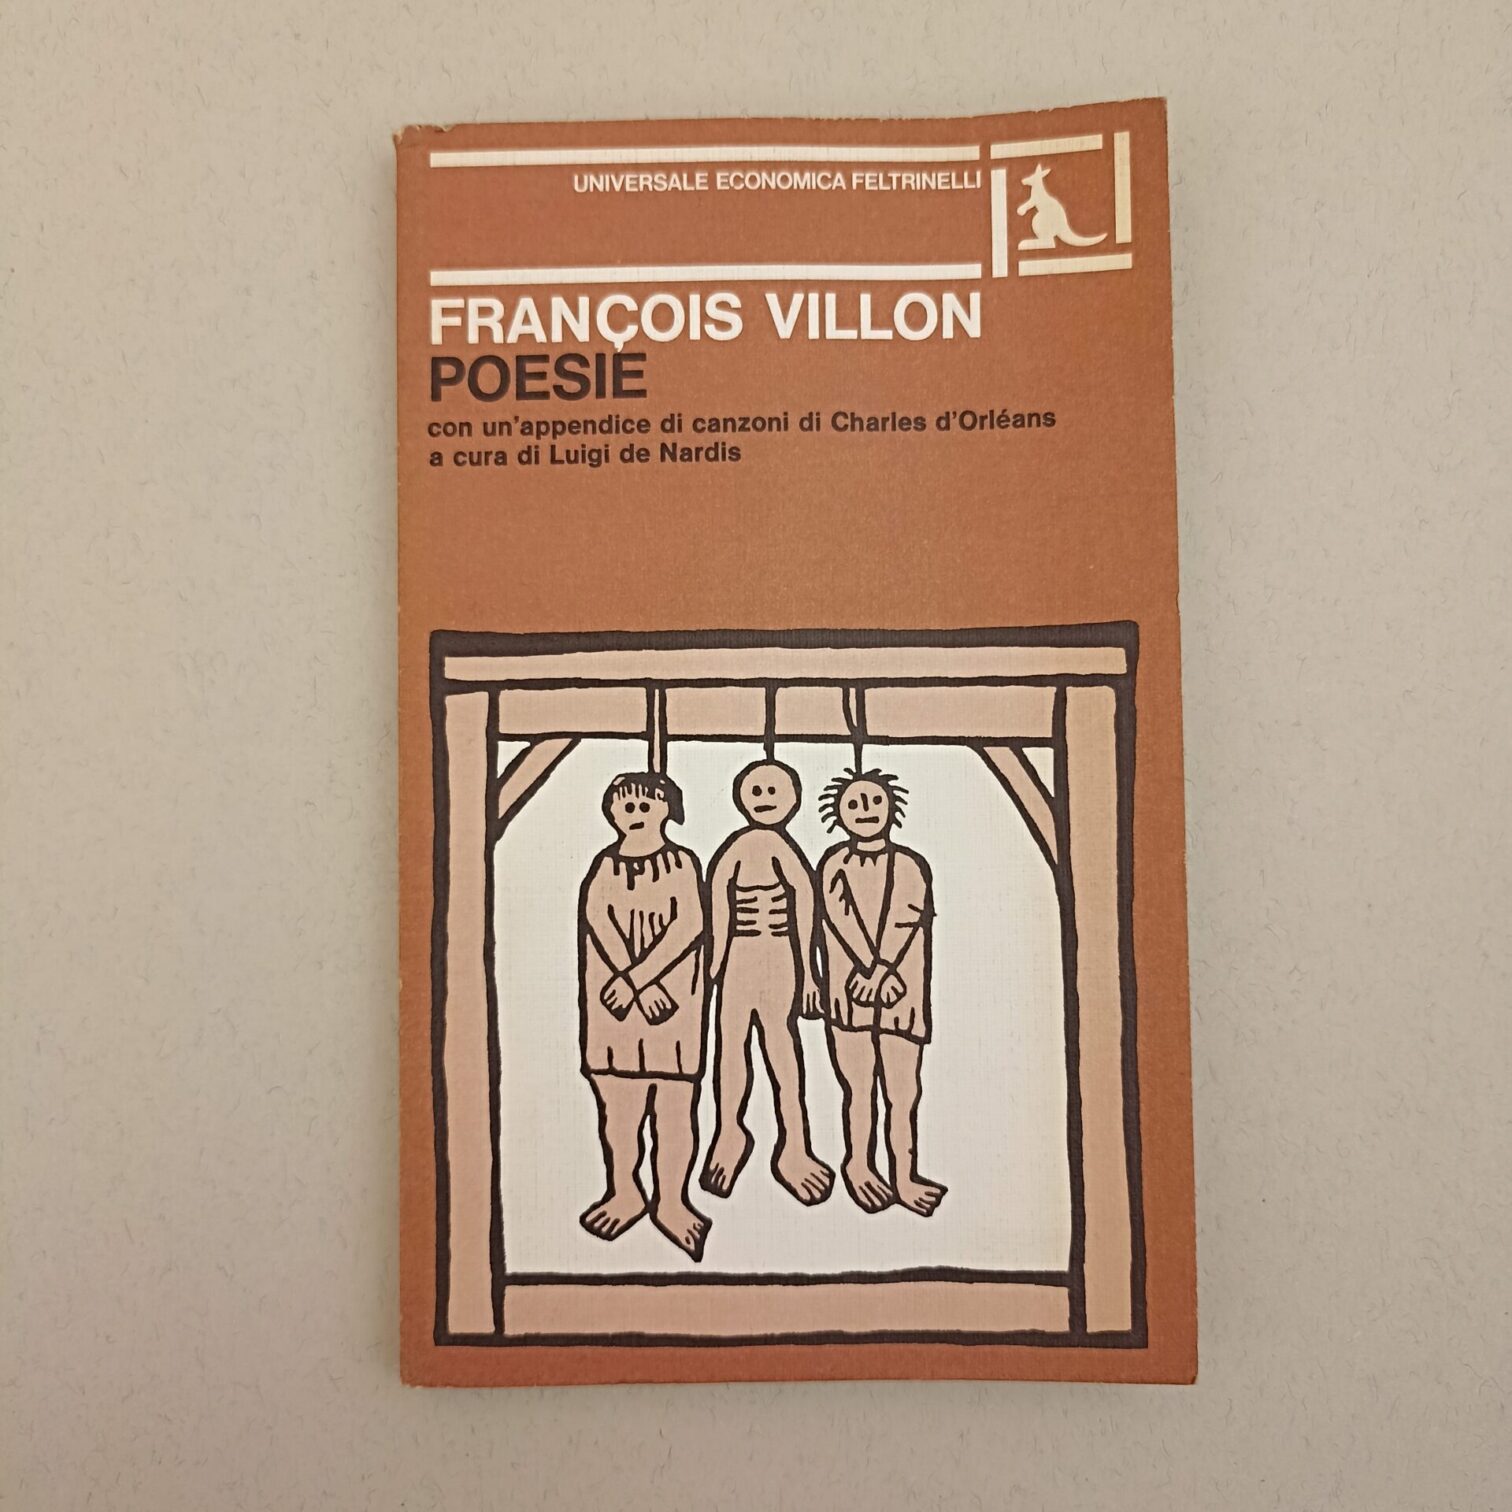 UNIVERSALE ECONOMICA FELTRINELLI
FRANÇOIS VILLON
POESIE
con un'appendice di canzoni di Charles d'Orléans
a cura di Luigi de Nardis